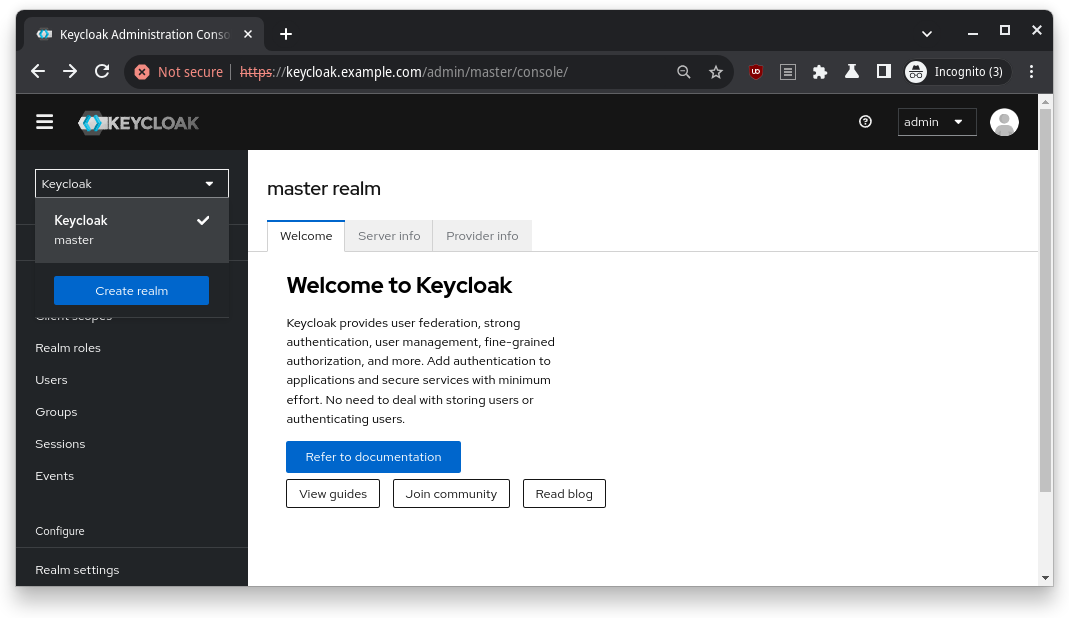 Keycloak Administration Conso
Not secure https://keycloak.example.com/admin/master/console/
UD
Incognito (3)
KEYCLOAK
admin
Keycloak
Keycloak
master
Create realm
Client scopes
Realm roles
Users
Groups
Sessions
Events
Configure
Realm settings
master realm
Welcome Server info Provider info
Welcome to Keycloak
Keycloak provides user federation, strong
authentication, user management, fine-grained
authorization, and more. Add authentication to
applications and secure services with minimum
effort. No need to deal with storing users or
authenticating users.
Refer to documentation
View guides Join community Read blog